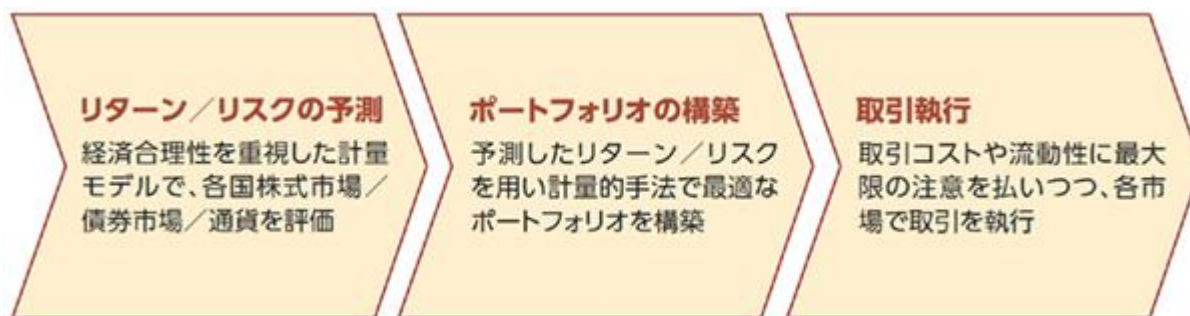 リターン／リスクの予測
経済合理性を重視した計量
モデルで、各国株式市場／
債券市場／通貨を評価
ポートフォリオの構築
予測したリターン／リスク
を用い計量的手法で最適な
ポートフォリオを構築
取引執行
取引コストや流動性に最大
限の注意を払いつつ、各市
場で取引を執行